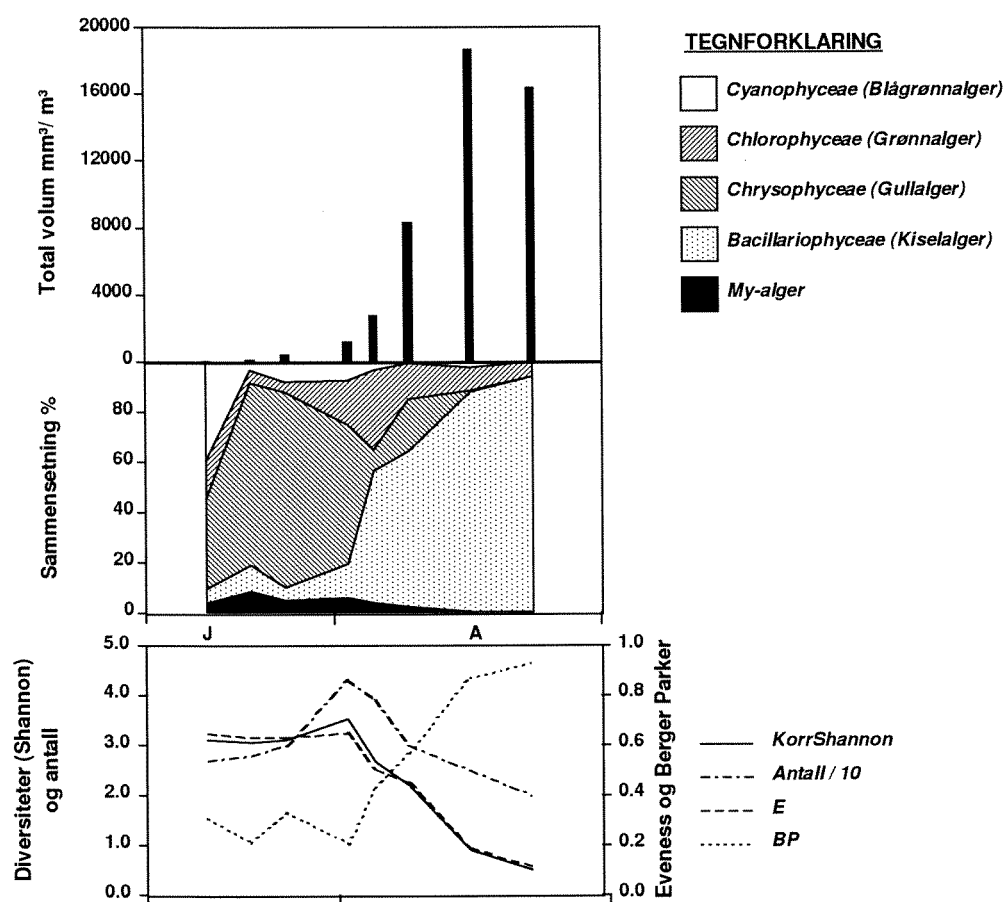 20000
16000
12000
8000
4000
0
Total volum mm³/ m³
TEGNFORKLARING
Cyanophyceae (Blågrønnalger)
Chlorophyceae (Grønnalger)
Chrysophyceae (Gullalger)
Bacillariophyceae (Kiselalger)
My-alger
80
60
40
20
0
Sammensetning %
J
A
5.0
4.0
3.0
2.0
1.0
0.0
Diversiteter (Shannon)
og antall
1.0
0.8
0.6
0.4
0.2
0.0
Eveness og Berger Parker
KorrShannon
Antall / 10
E
BP